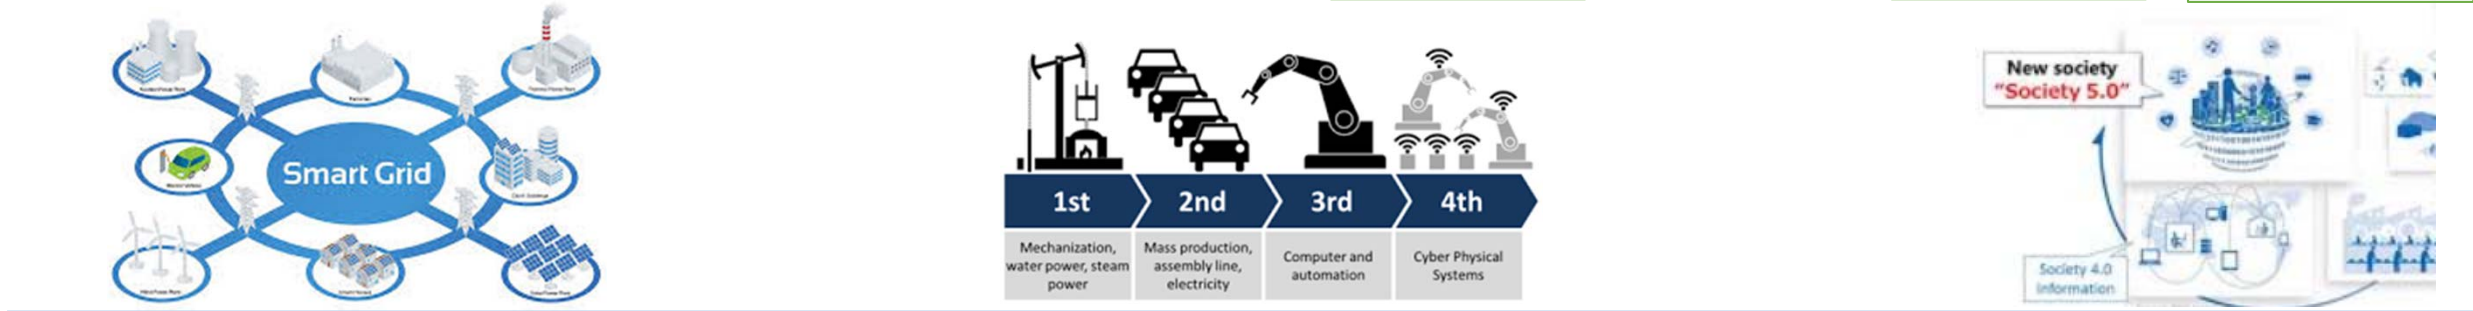 Smart Grid
1st
2nd
3rd
4th
Mechanization,
water power, steam
power
Mass production,
assembly line,
electricity
Computer and
automation
Cyber Physical
Systems
New society
"Society 5.0"
Society 4.0
Information